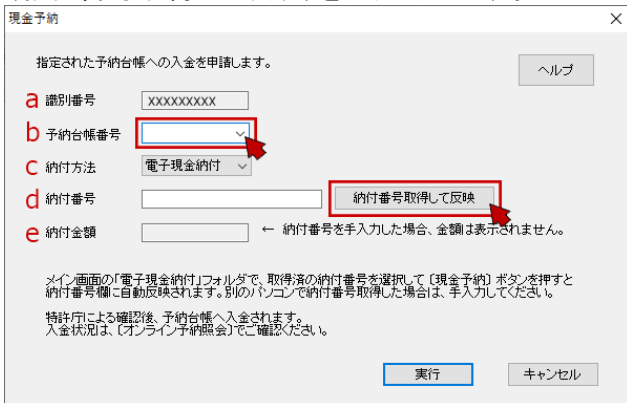 現金予納
指定された予納台帳への入金を申請します。
ヘルプ
a 識別番号 XXXXXXXXX
b 予納台帳番号
c 納付方法 電子現金納付
d 納付番号 納付番号取得して反映
e 納付金額 ← 納付番号を手入力した場合、金額は表示されません。
メイン画面の「電子現金納付」フォルダで、取得済の納付番号を選択して〔現金予納〕ボタンを押すと
納付番号欄に自動反映されます。別のパソコンで納付番号取得した場合は、手入力してください。
特許庁による確認後、予納台帳へ入金されます。
入金状況は、〔オンライン予納照会〕でご確認ください。
実行 キャンセル